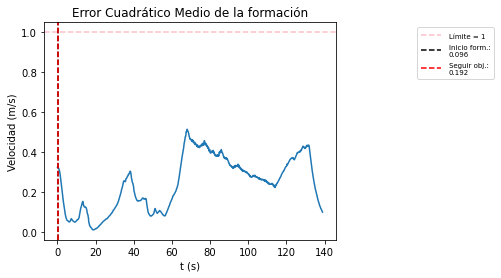 Error Cuadrático Medio de la formación
Velocidad (m/s)
1.0
0.8
0.6
0.4
0.2
0.0
0
20
40
60
80
100
120
140
t (s)
Límite = 1
Inicio form.:
0.096
Seguir obj.:
0.192